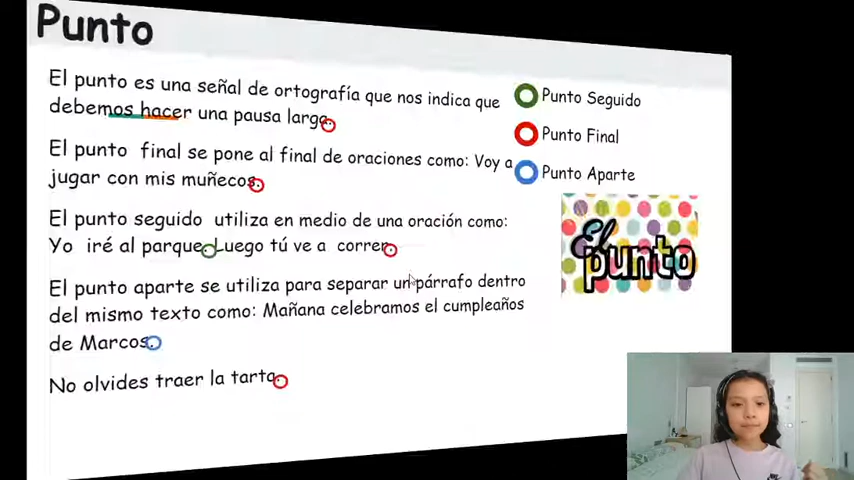 Punto
El punto es una señal de ortografía que nos indica que
debemos hacer una pausa larga.
El punto final se pone al final de oraciones como: Voy a
jugar con mis muñecos.
El punto seguido utiliza en medio de una oración como:
Yo iré al parque. Luego tú ve a correr.
El punto aparte se utiliza para separar un párrafo dentro
del mismo texto como: Mañana celebramos el cumpleaños
de Marcos.
No olvides traer la tarta.
Punto Seguido
Punto Final
Punto Aparte
El
punto